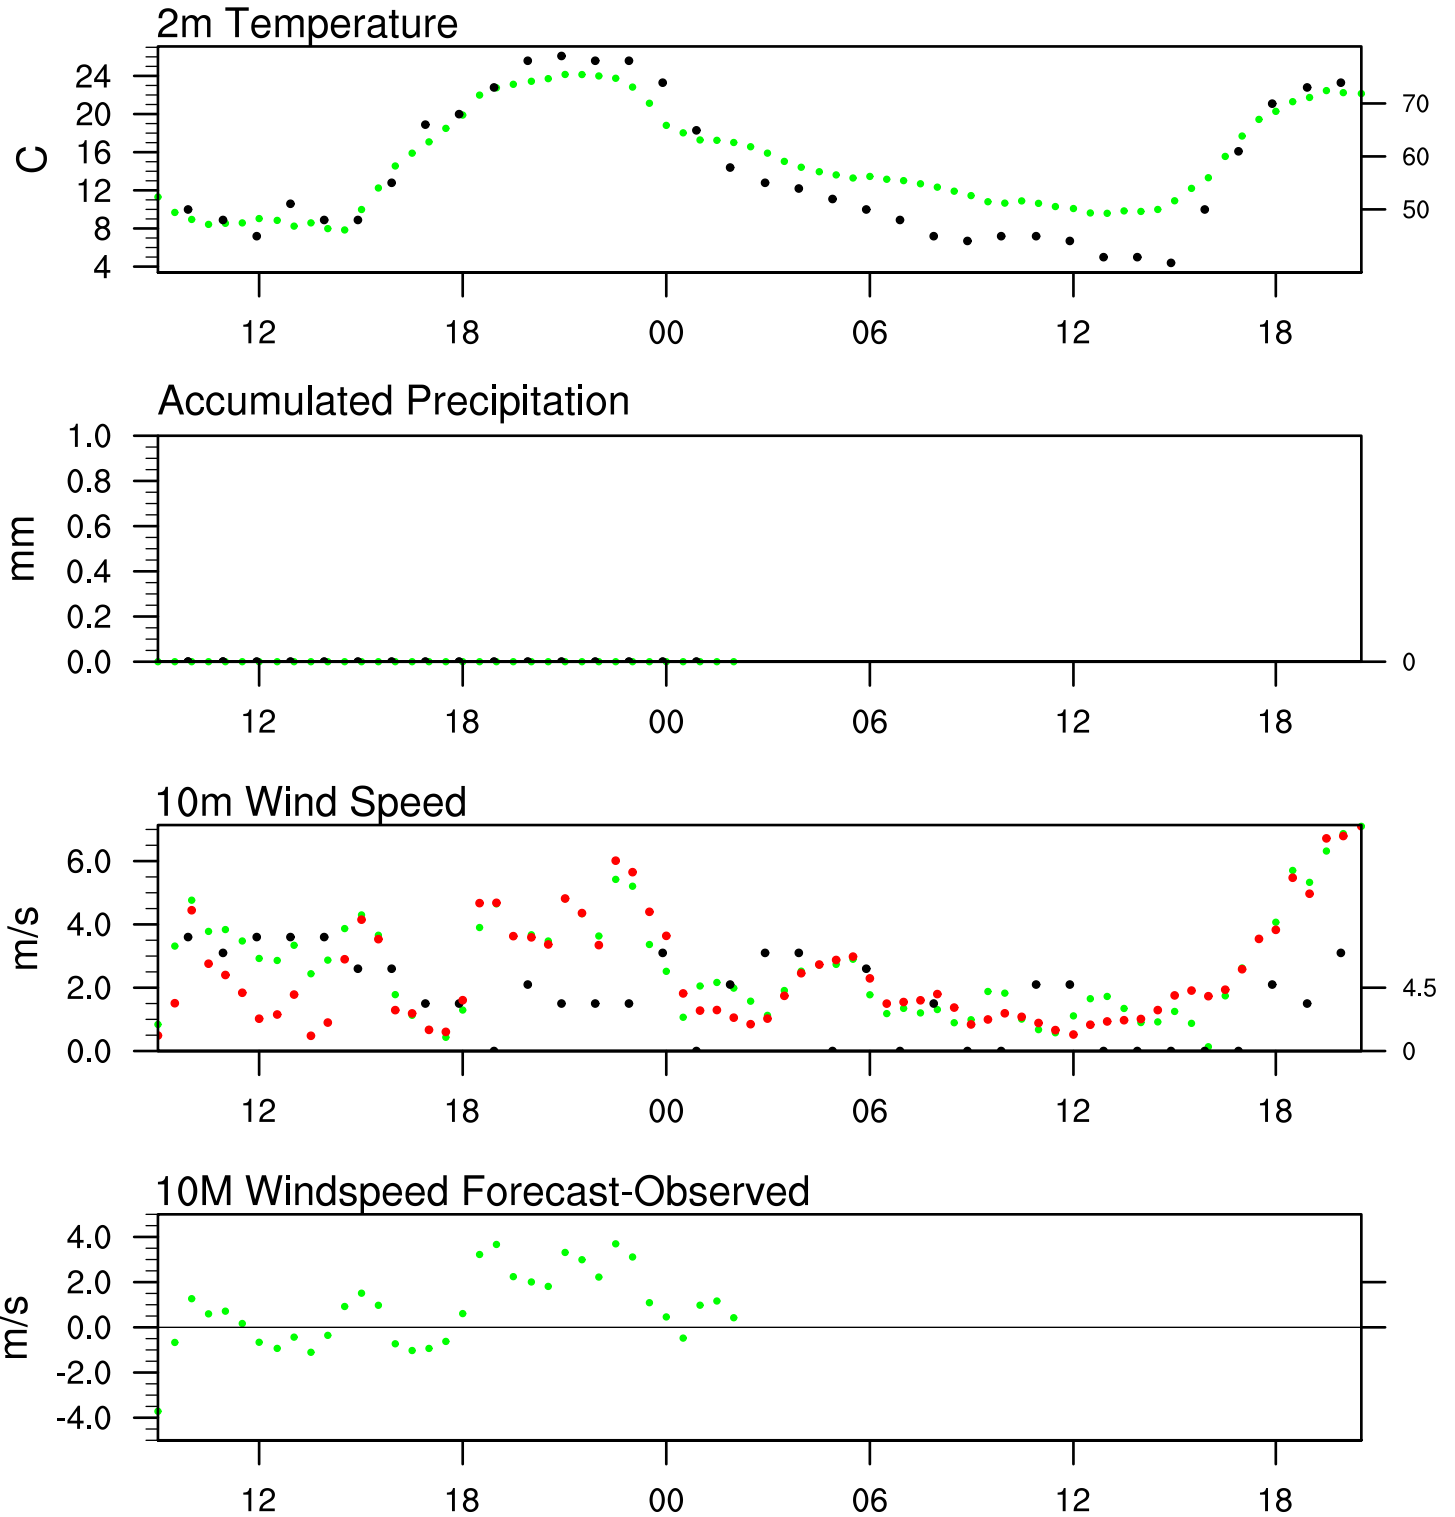 2m Temperature
24
20
16
12
8
4
C
70
60
50
12 18 00 06 12 18
Accumulated Precipitation
1.0
0.8
0.6
0.4
0.2
0.0
mm
0
12 18 00 06 12 18
10m Wind Speed
6.0
4.0
2.0
0.0
m/s
4.5
0
12 18 00 06 12 18
10M Windspeed Forecast-Observed
4.0
2.0
0.0
-2.0
-4.0
m/s
12 18 00 06 12 18